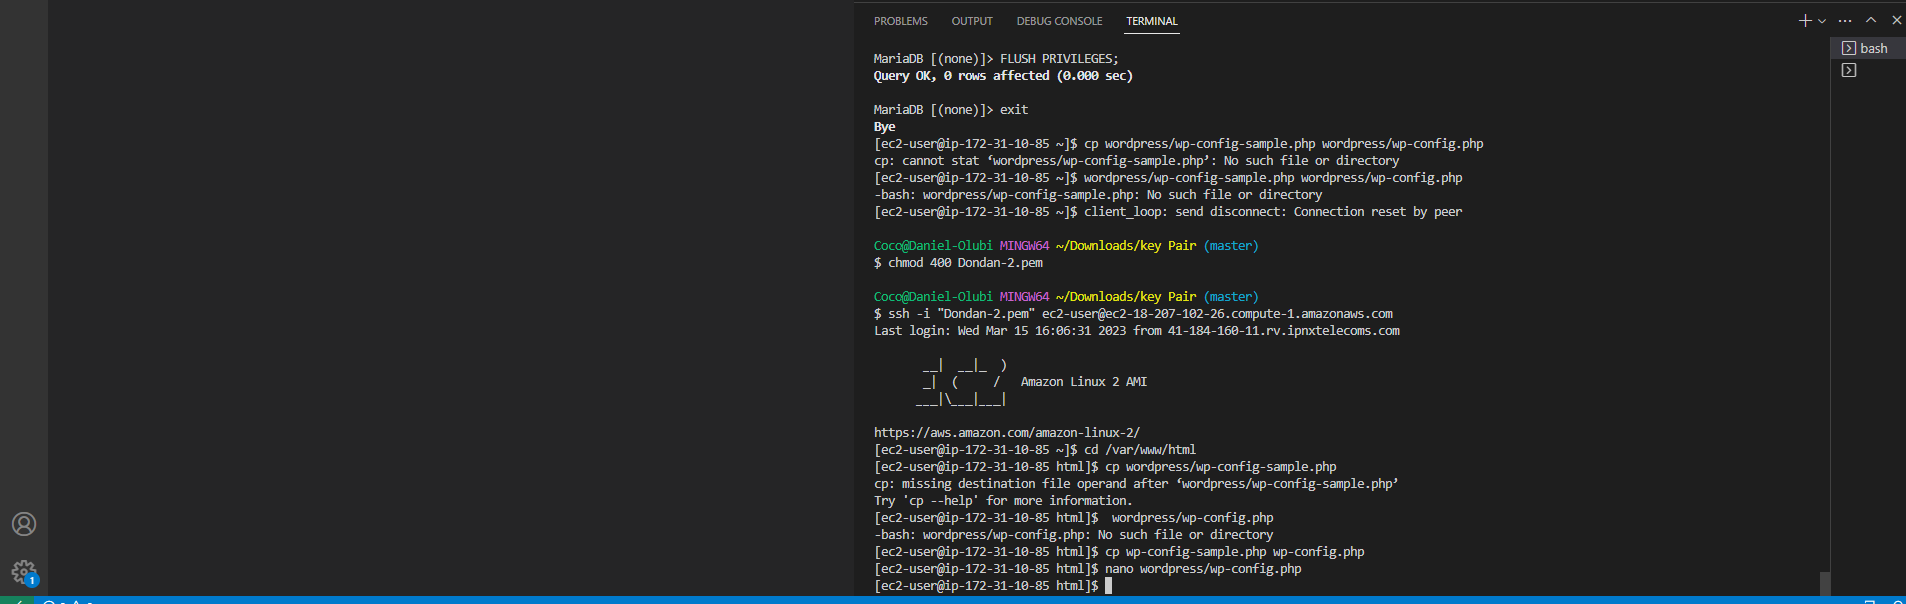 PROBLEMS OUTPUT DEBUG CONSOLE TERMINAL
bash
MariaDB [(none)]> FLUSH PRIVILEGES;
Query OK, 0 rows affected (0.000 sec)
MariaDB [(none)]> exit
Bye
[ec2-user@ip-172-31-10-85 ~]$ cp wordpress/wp-config-sample.php wordpress/wp-config.php
cp: cannot stat ‘wordpress/wp-config-sample.php’: No such file or directory
[ec2-user@ip-172-31-10-85 ~]$ wordpress/wp-config-sample.php wordpress/wp-config.php
-bash: wordpress/wp-config-sample.php: No such file or directory
[ec2-user@ip-172-31-10-85 ~]$ client_loop: send disconnect: Connection reset by peer
Coco@Daniel-Olubi MINGW64 ~/Downloads/key Pair (master)
$ chmod 400 Dondan-2.pem
Coco@Daniel-Olubi MINGW64 ~/Downloads/key Pair (master)
$ ssh -i "Dondan-2.pem" ec2-user@ec2-18-207-102-26.compute-1.amazonaws.com
Last login: Wed Mar 15 16:06:31 2023 from 41-184-160-11.rv.ipnxtelecoms.com
__| __|_ )
_| ( / Amazon Linux 2 AMI
___|\___|___|
https://aws.amazon.com/amazon-linux-2/
[ec2-user@ip-172-31-10-85 ~]$ cd /var/www/html
[ec2-user@ip-172-31-10-85 html]$ cp wordpress/wp-config-sample.php
cp: missing destination file operand after ‘wordpress/wp-config-sample.php’
Try 'cp --help' for more information.
[ec2-user@ip-172-31-10-85 html]$  wordpress/wp-config.php
-bash: wordpress/wp-config.php: No such file or directory
[ec2-user@ip-172-31-10-85 html]$ cp wp-config-sample.php wp-config.php
[ec2-user@ip-172-31-10-85 html]$ nano wordpress/wp-config.php
[ec2-user@ip-172-31-10-85 html]$
1